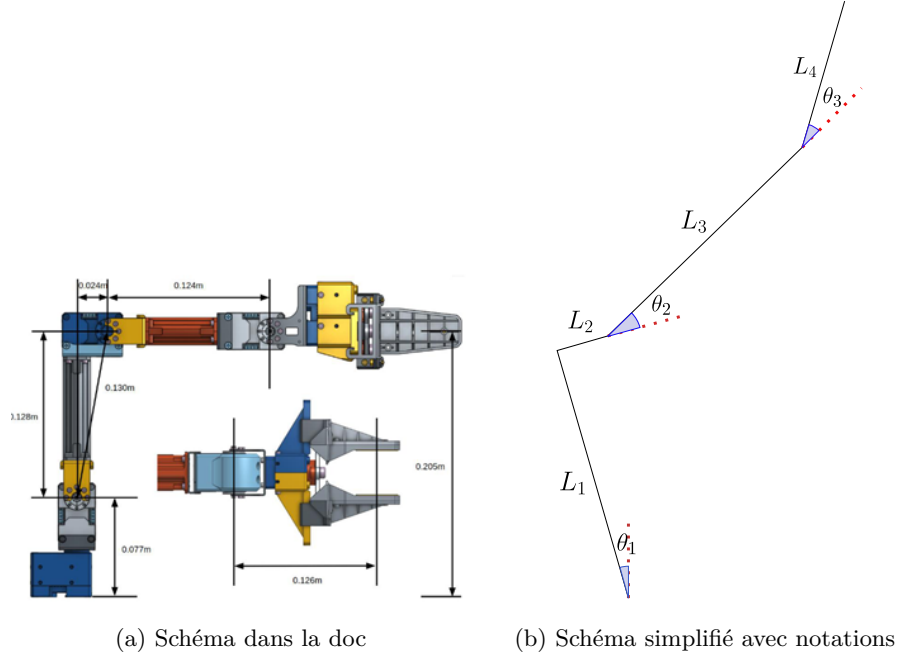 L₄
θ₃
L₃
0.024m
0.124m
θ₂
L₂
0.130m
0.128m
0.205m
L₁
0.077m
θ₁
0.126m
(a) Schéma dans la doc
(b) Schéma simplifié avec notations